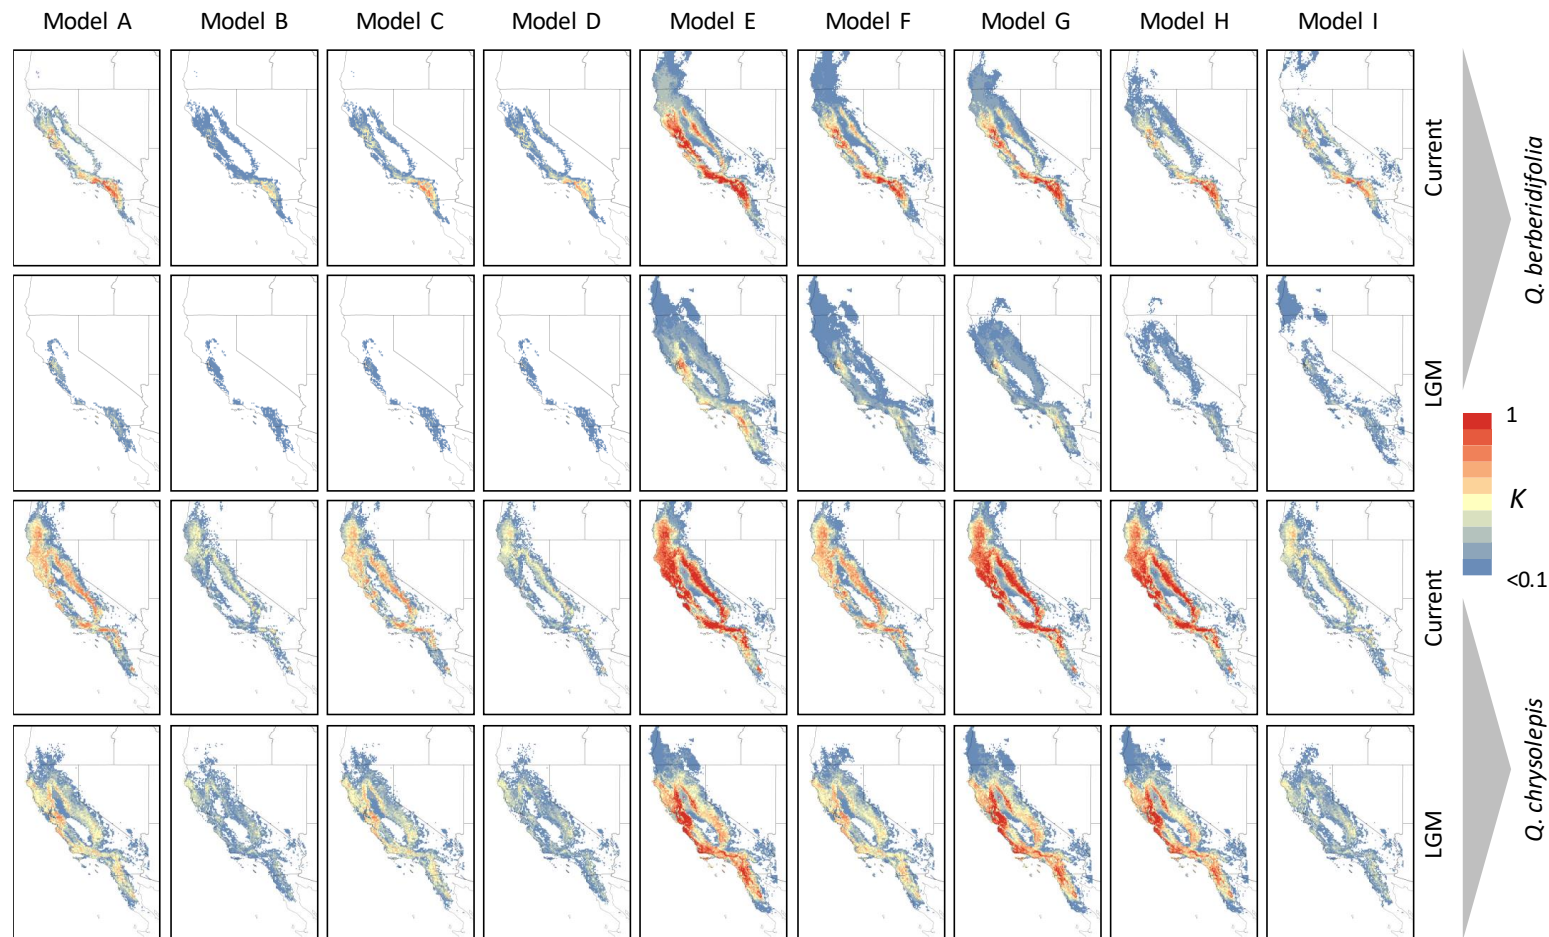 Model A
Model B
Model C
Model D
Model E
Model F
Model G
Model H
Model I
Current
LGM
Current
LGM
Q. berberidifolia
1
K
<0.1
Q. chrysolepis